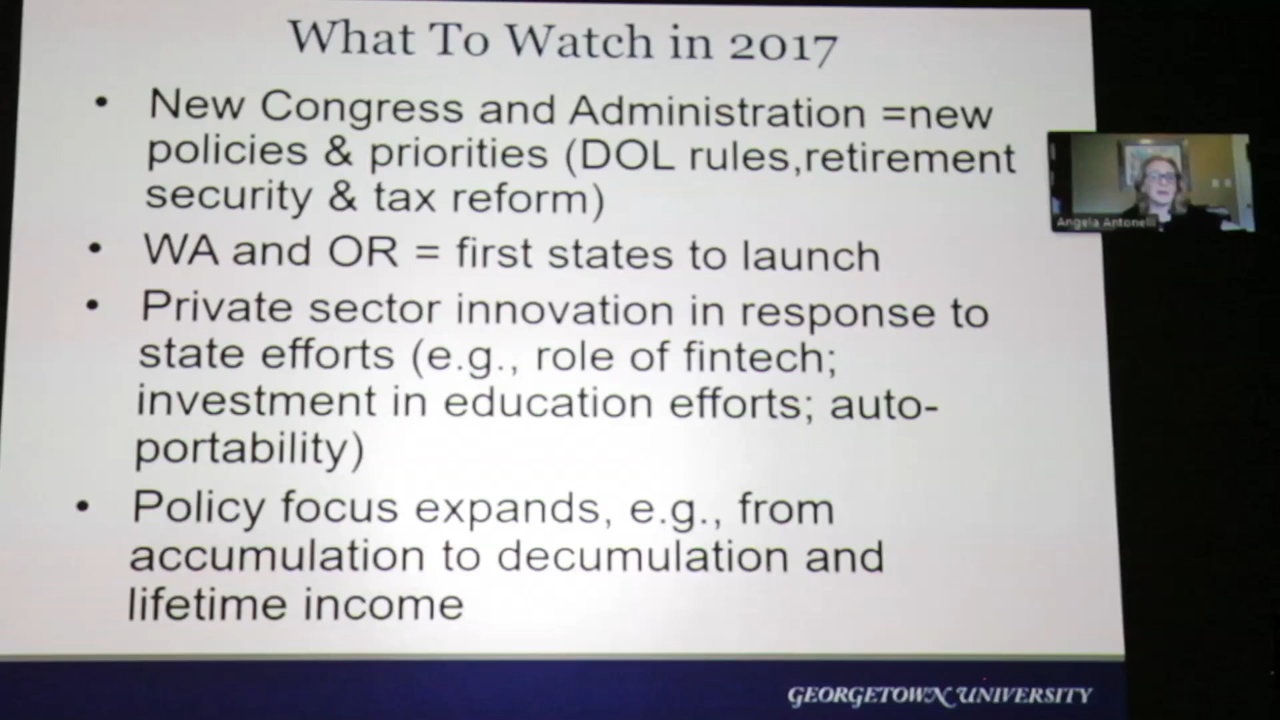 What To Watch in 2017
• New Congress and Administration =new
policies & priorities (DOL rules,retirement
security & tax reform)
• WA and OR = first states to launch
• Private sector innovation in response to
state efforts (e.g., role of fintech;
investment in education efforts; auto-
portability)
• Policy focus expands, e.g., from
accumulation to decumulation and
lifetime income
Angela Antonelli
GEORGETOWN UNIVERSITY